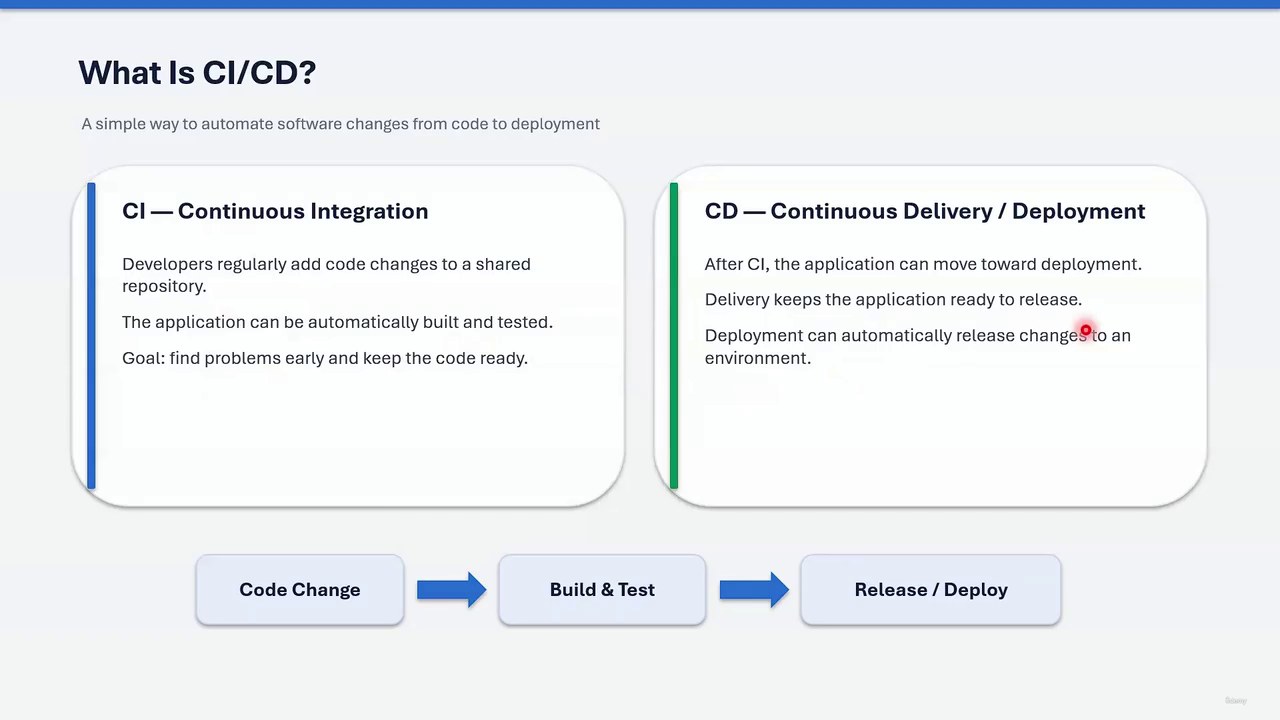 What Is CI/CD?
A simple way to automate software changes from code to deployment
CI — Continuous Integration
Developers regularly add code changes to a shared
repository.
The application can be automatically built and tested.
Goal: find problems early and keep the code ready.
CD — Continuous Delivery / Deployment
After CI, the application can move toward deployment.
Delivery keeps the application ready to release.
Deployment can automatically release changes to an
environment.
Code Change
Build & Test
Release / Deploy
Udemy